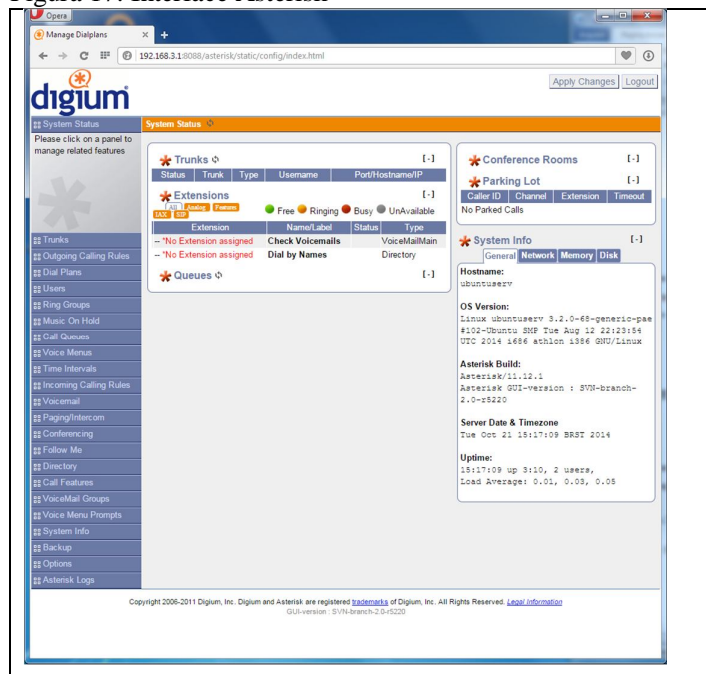 Figura 17: Interface Asterisk
Opera
Manage Dialplans
192.168.3.1:8088/asterisk/static/config/index.html
digium
Apply Changes Logout
System Status
Please click on a panel to
manage related features
Trunks
Outgoing Calling Rules
Dial Plans
Users
Ring Groups
Music On Hold
Call Queues
Voice Menus
Time Intervals
Incoming Calling Rules
Voicemail
Paging/Intercom
Conferencing
Follow Me
Directory
Call Features
VoiceMail Groups
Voice Menu Prompts
System Info
Backup
Options
Asterisk Logs
System Status
Trunks [-]
Status Trunk Type Username Port/Hostname/IP
Extensions [-]
All Analog Features
IAX SIP
Free Ringing Busy UnAvailable
Extension Name/Label Status Type
-- *No Extension assigned Check Voicemails VoiceMailMain
-- *No Extension assigned Dial by Names Directory
Queues [-]
Conference Rooms [-]
Parking Lot [-]
Caller ID Channel Extension Timeout
No Parked Calls
System Info [-]
General Network Memory Disk
Hostname:
ubuntuserv
OS Version:
Linux ubuntuserv 3.2.0-68-generic-pae
#102-Ubuntu SMP Tue Aug 12 22:23:54
UTC 2014 i686 athlon i386 GNU/Linux
Asterisk Build:
Asterisk/11.12.1
Asterisk GUI-version : SVN-branch-
2.0-r5220
Server Date & Timezone
Tue Oct 21 15:17:09 BRST 2014
Uptime:
15:17:09 up 3:10, 2 users,
Load Average: 0.01, 0.03, 0.05
Copyright 2006-2011 Digium, Inc. Digium and Asterisk are registered trademarks of Digium, Inc. All Rights Reserved. Legal Information
GUI-version : SVN-branch-2.0-r5220